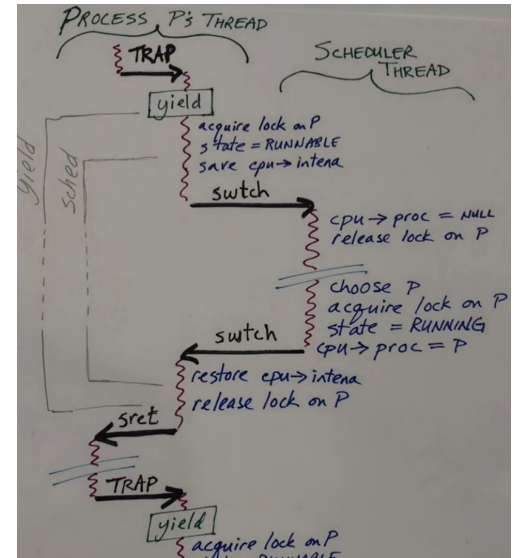 PROCESS, P's THREAD
SCHEDULER
THREAD
TRAP
yield
acquire lock on P
state = RUNNABLE
save cpu→intena
yield
sched
swtch
cpu→proc = NULL
release lock on P
choose P
acquire lock on P
state = RUNNING
cpu→proc = P
swtch
restore cpu→intena
release lock on P
sret
TRAP
yield
acquire lock on P